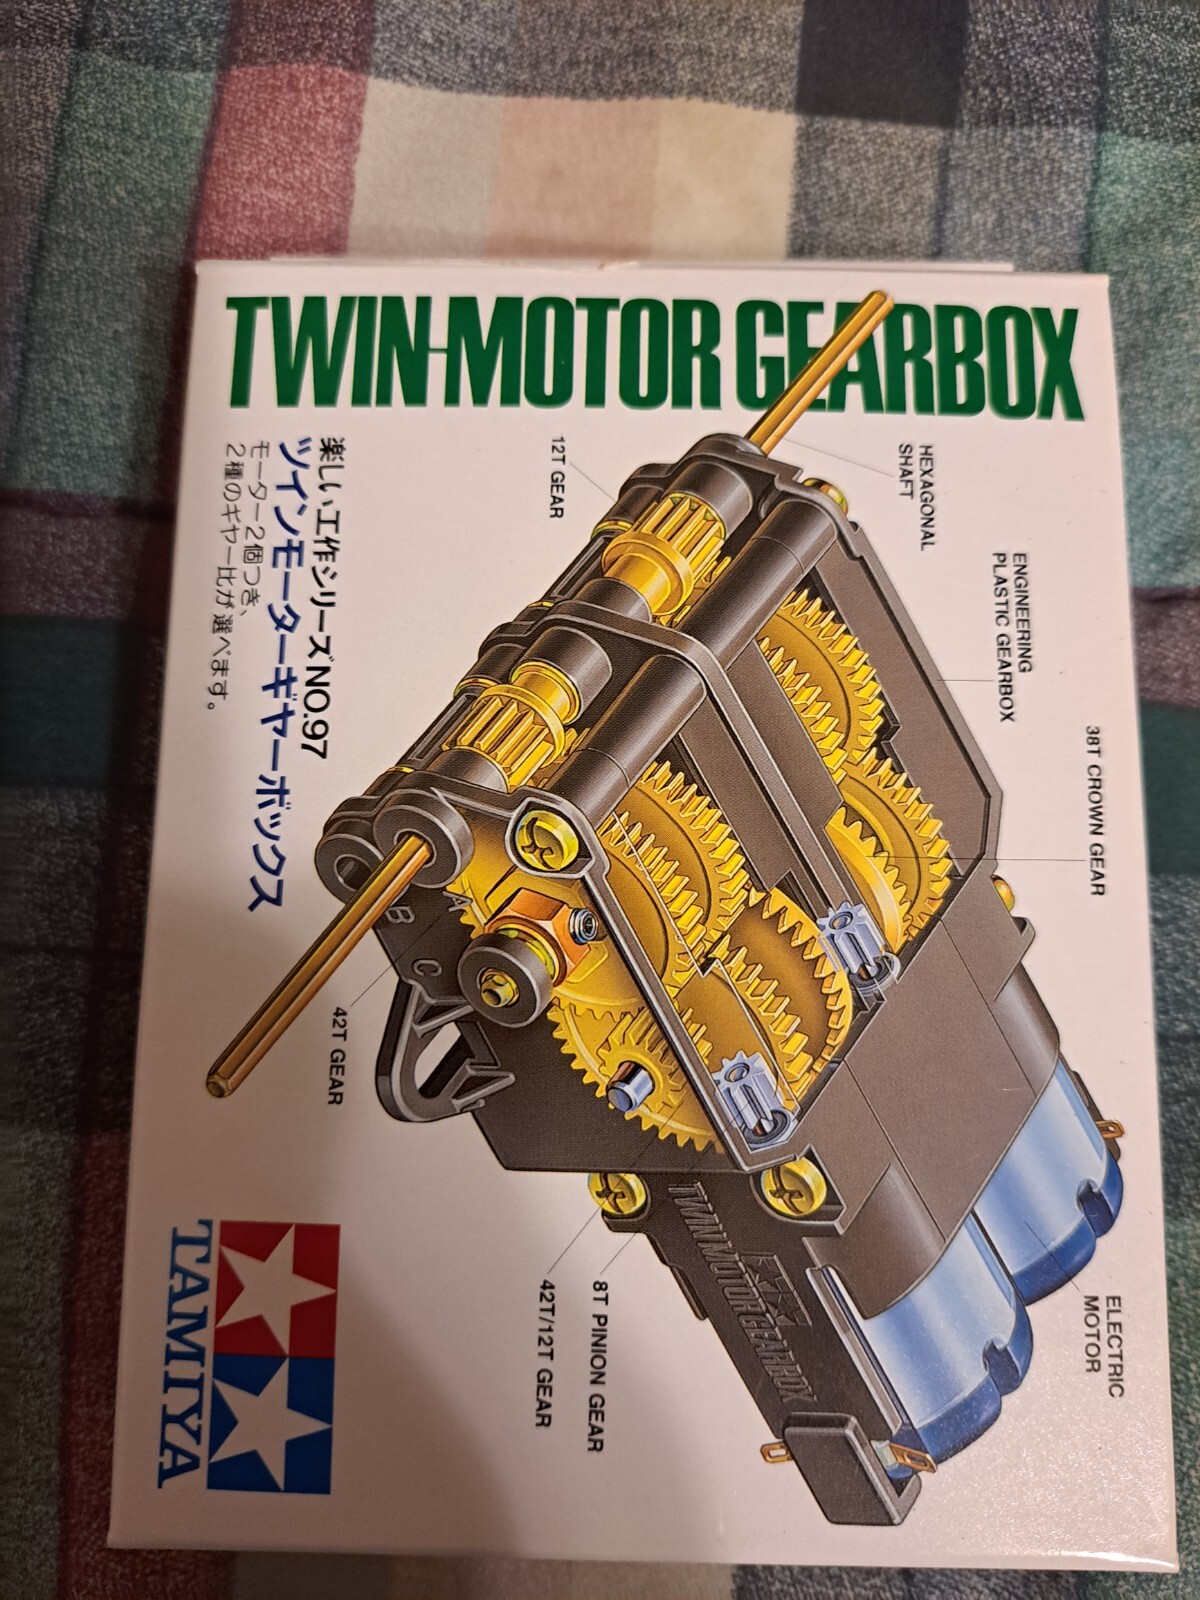 TWIN-MOTOR GEARBOX
楽しい工作シリーズNO.97
ツインモーターギヤーボックス
モーター2個つき、
2種のギヤー比が選べます。
12T GEAR
HEXAGONAL
SHAFT
ENGINEERING
PLASTIC GEARBOX
38T CROWN GEAR
A
B
C
42T GEAR
TWIN MOTOR GEARBOX
8T PINION GEAR
42T/12T GEAR
ELECTRIC
MOTOR
TAMIYA